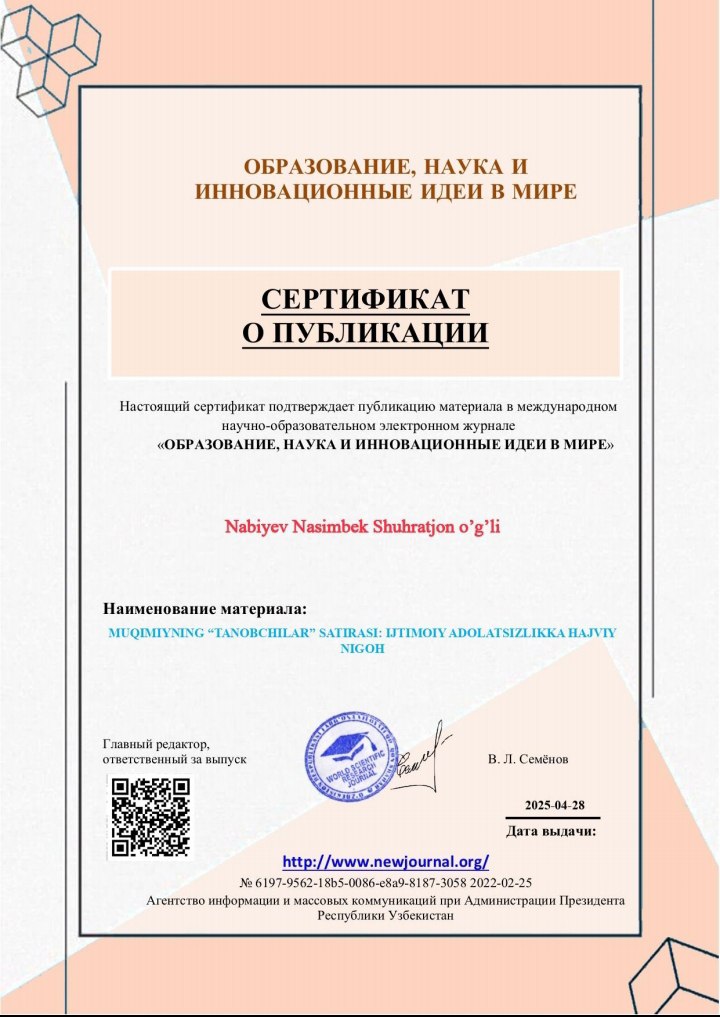 ОБРАЗОВАНИЕ, НАУКА И
ИННОВАЦИОННЫЕ ИДЕИ В МИРЕ
СЕРТИФИКАТ
О ПУБЛИКАЦИИ
Настоящий сертификат подтверждает публикацию материала в международном
научно-образовательном электронном журнале
«ОБРАЗОВАНИЕ, НАУКА И ИННОВАЦИОННЫЕ ИДЕИ В МИРЕ»
Nabiyev Nasimbek Shuhratjon o’g’li
Наименование материала:
MUQIMIYNING “TANOBCHILAR” SATIRASI: IJTIMOIY ADOLATSIZLIKKA HAJVIY
NIGOH
Главный редактор,
ответственный за выпуск
WORLD SCIENTIFIC
RESEARCH
JOURNAL
В. Л. Семёнов
2025-04-28
Дата выдачи:
http://www.newjournal.org/
№ 6197-9562-18b5-0086-e8a9-8187-3058 2022-02-25
Агентство информации и массовых коммуникаций при Администрации Президента
Республики Узбекистан